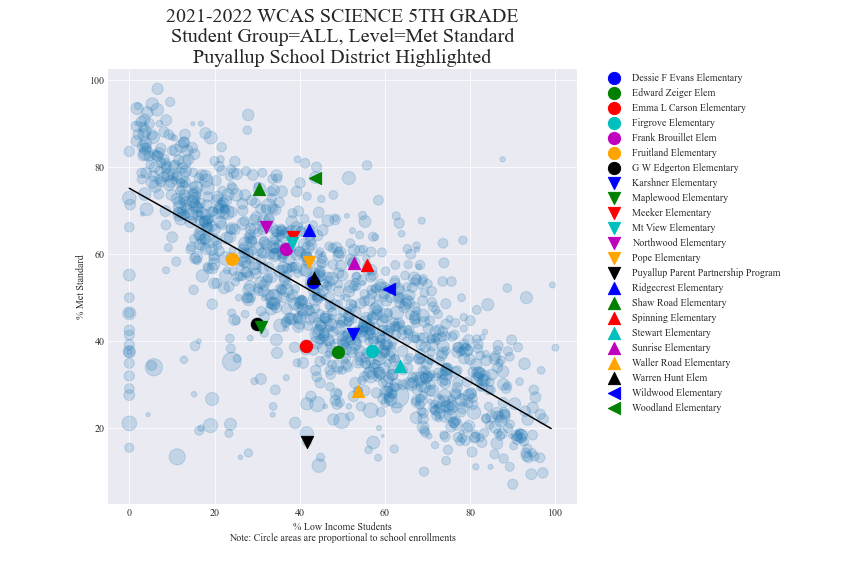 2021-2022 WCAS SCIENCE 5TH GRADE
Student Group=ALL, Level=Met Standard
Puyallup School District Highlighted
100
80
60
40
20
% Met Standard
0 20 40 60 80 100
% Low Income Students
Note: Circle areas are proportional to school enrollments
Dessie F Evans Elementary
Edward Zeiger Elem
Emma L Carson Elementary
Firgrove Elementary
Frank Brouillet Elem
Fruitland Elementary
G W Edgerton Elementary
Karshner Elementary
Maplewood Elementary
Meeker Elementary
Mt View Elementary
Northwood Elementary
Pope Elementary
Puyallup Parent Partnership Program
Ridgecrest Elementary
Shaw Road Elementary
Spinning Elementary
Stewart Elementary
Sunrise Elementary
Waller Road Elementary
Warren Hunt Elem
Wildwood Elementary
Woodland Elementary